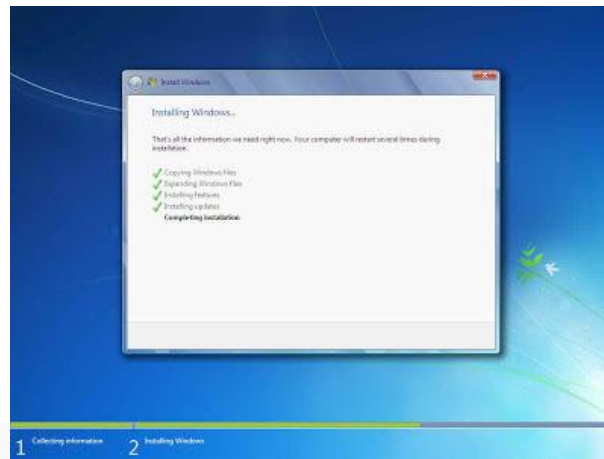 Install Windows
Installing Windows...
That's all the information we need right now. Your computer will restart several times during
installation.
Copying Windows files
Expanding Windows files
Installing features
Installing updates
Completing installation
1 Collecting information
2 Installing Windows